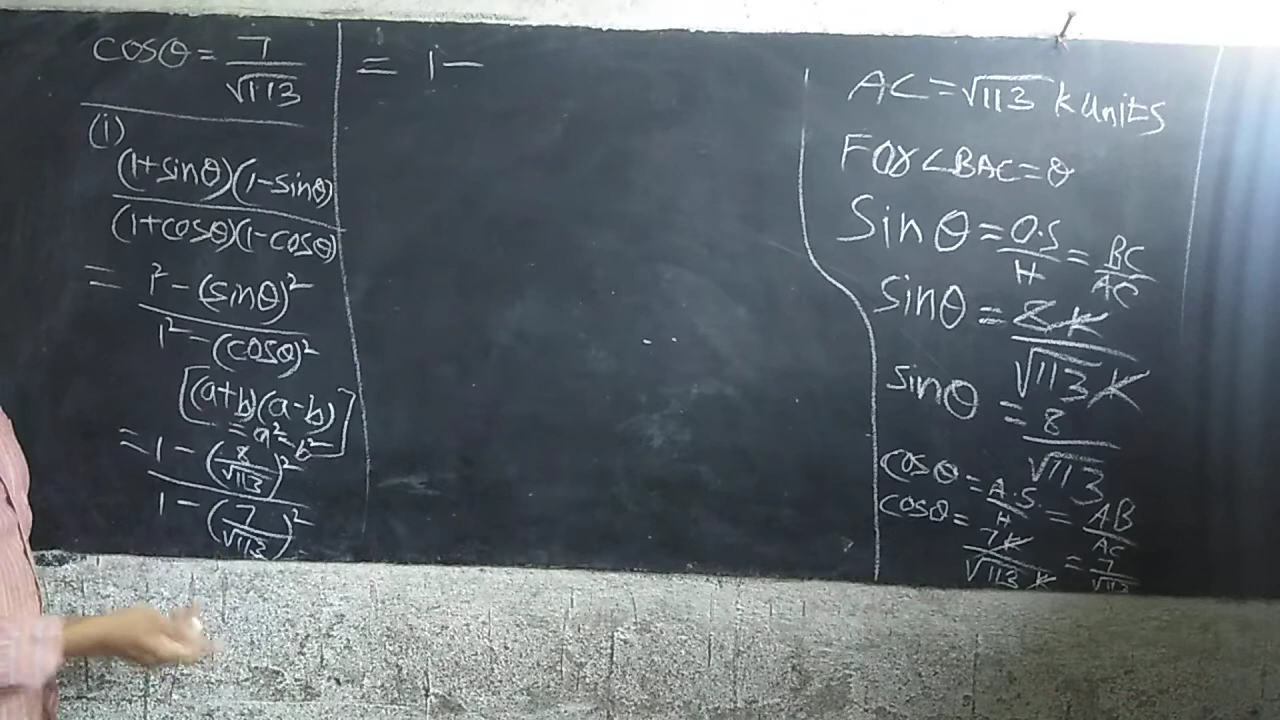 cosθ = 7/√113
(i)
(1+sinθ)(1-sinθ)
(1+cosθ)(1-cosθ)
= 1² - (sinθ)²
1² - (cosθ)²
[(a+b)(a-b)
= a² - b²]
= 1 - (8/√113)²
1 - (7/√113)²
= 1 -
AC = √113 k units
FOR ∠BAC = θ
Sinθ = O.S/H = BC/AC
sinθ = 8k/√113 k
sinθ = 8/√113
cosθ = A.S./H = AB/AC
cosθ = 7k/√113 k = 7/√113